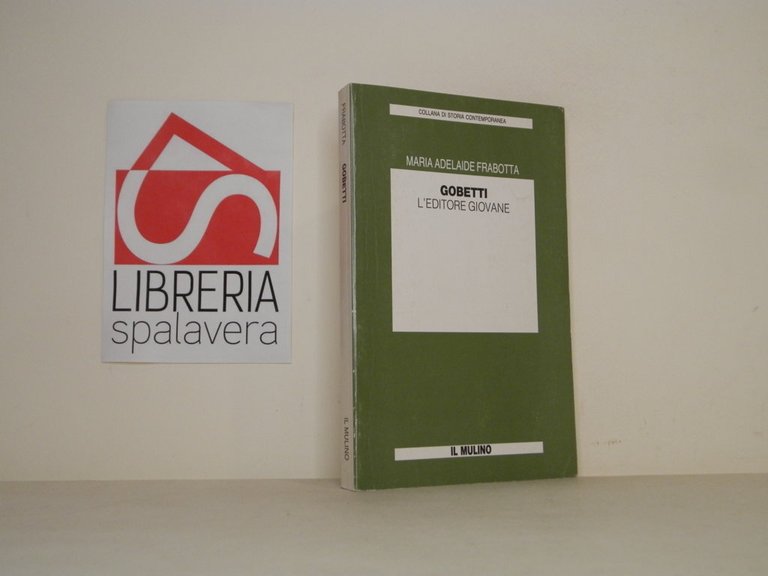 LIBRERIA
spalavera
FRABOTTA GOBETTI IL MULINO
COLLANA DI STORIA CONTEMPORANEA
MARIA ADELAIDE FRABOTTA
GOBETTI
L'EDITORE GIOVANE
IL MULINO